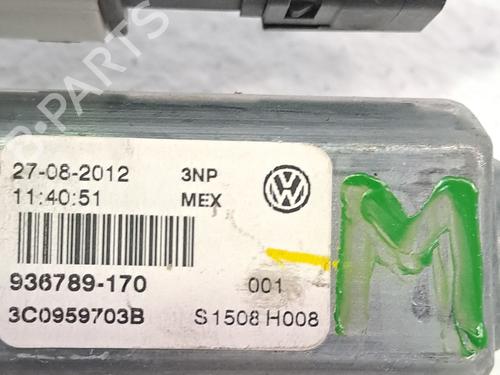 B-PARTS
27-08-2012 3NP
11:40:51 MEX
936789-170 001
3C0959703B S1508 H008
M